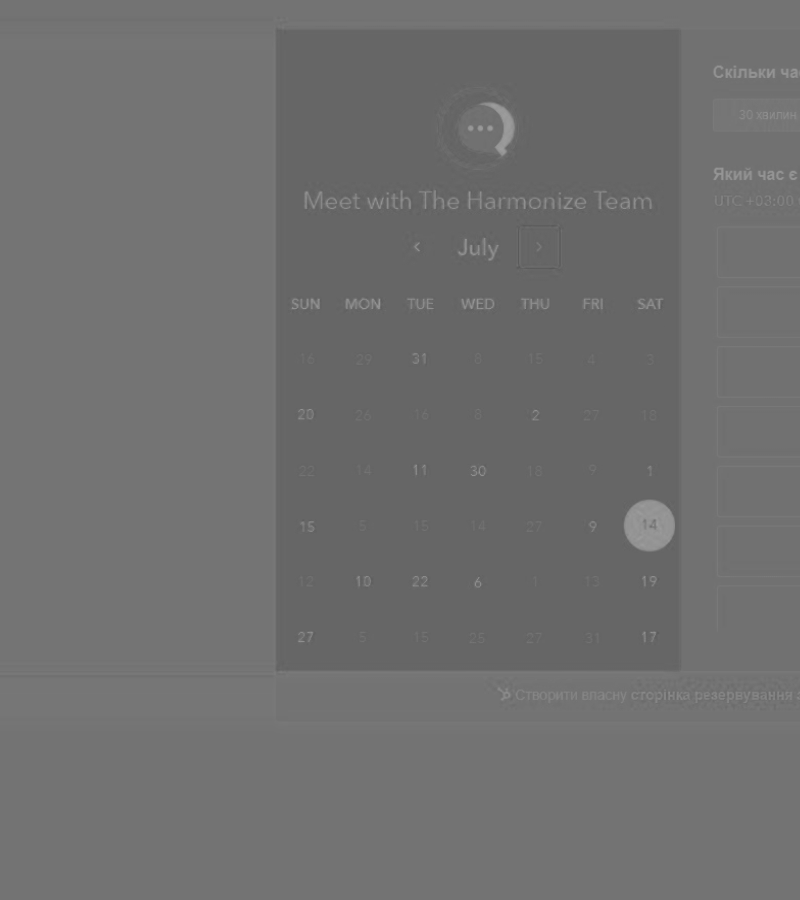 Скільки ча
30 хвилин
Meet with The Harmonize Team
Який час є
UTC +03:00
July
SUN MON TUE WED THU FRI SAT
16 29 31 8 15 4 3
20 26 16 8 2 27 18
22 14 11 30 18 9 1
15 5 15 14 27 9 14
12 10 22 6 1 13 19
27 5 15 25 27 31 17
Створити власну сторінка резервування